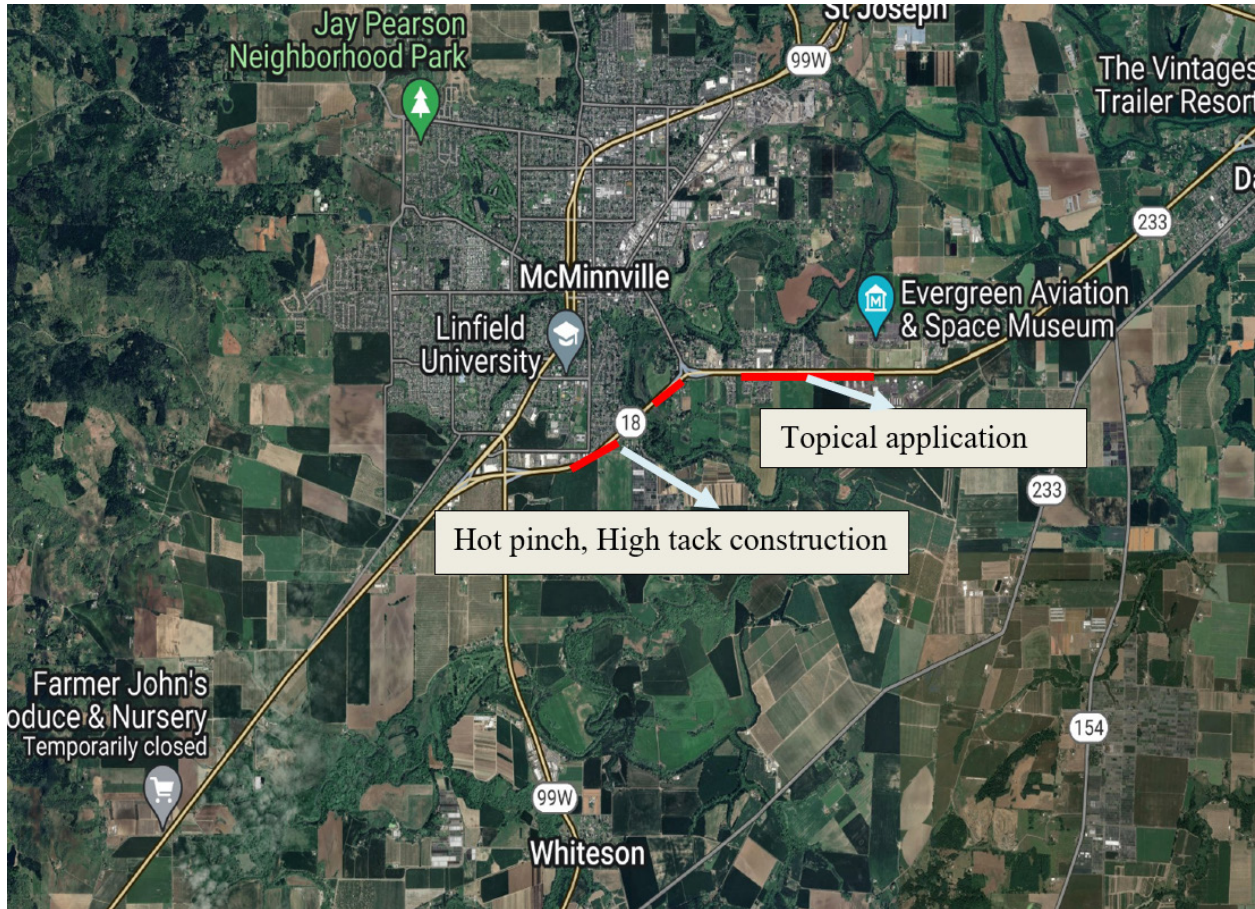 St Joseph
Jay Pearson
Neighborhood Park
99W
The Vintages
Trailer Resort
Da
233
McMinnville
Evergreen Aviation
& Space Museum
Linfield
University
18
Topical application
233
Hot pinch, High tack construction
Farmer John's
oduce & Nursery
Temporarily closed
154
99W
Whiteson